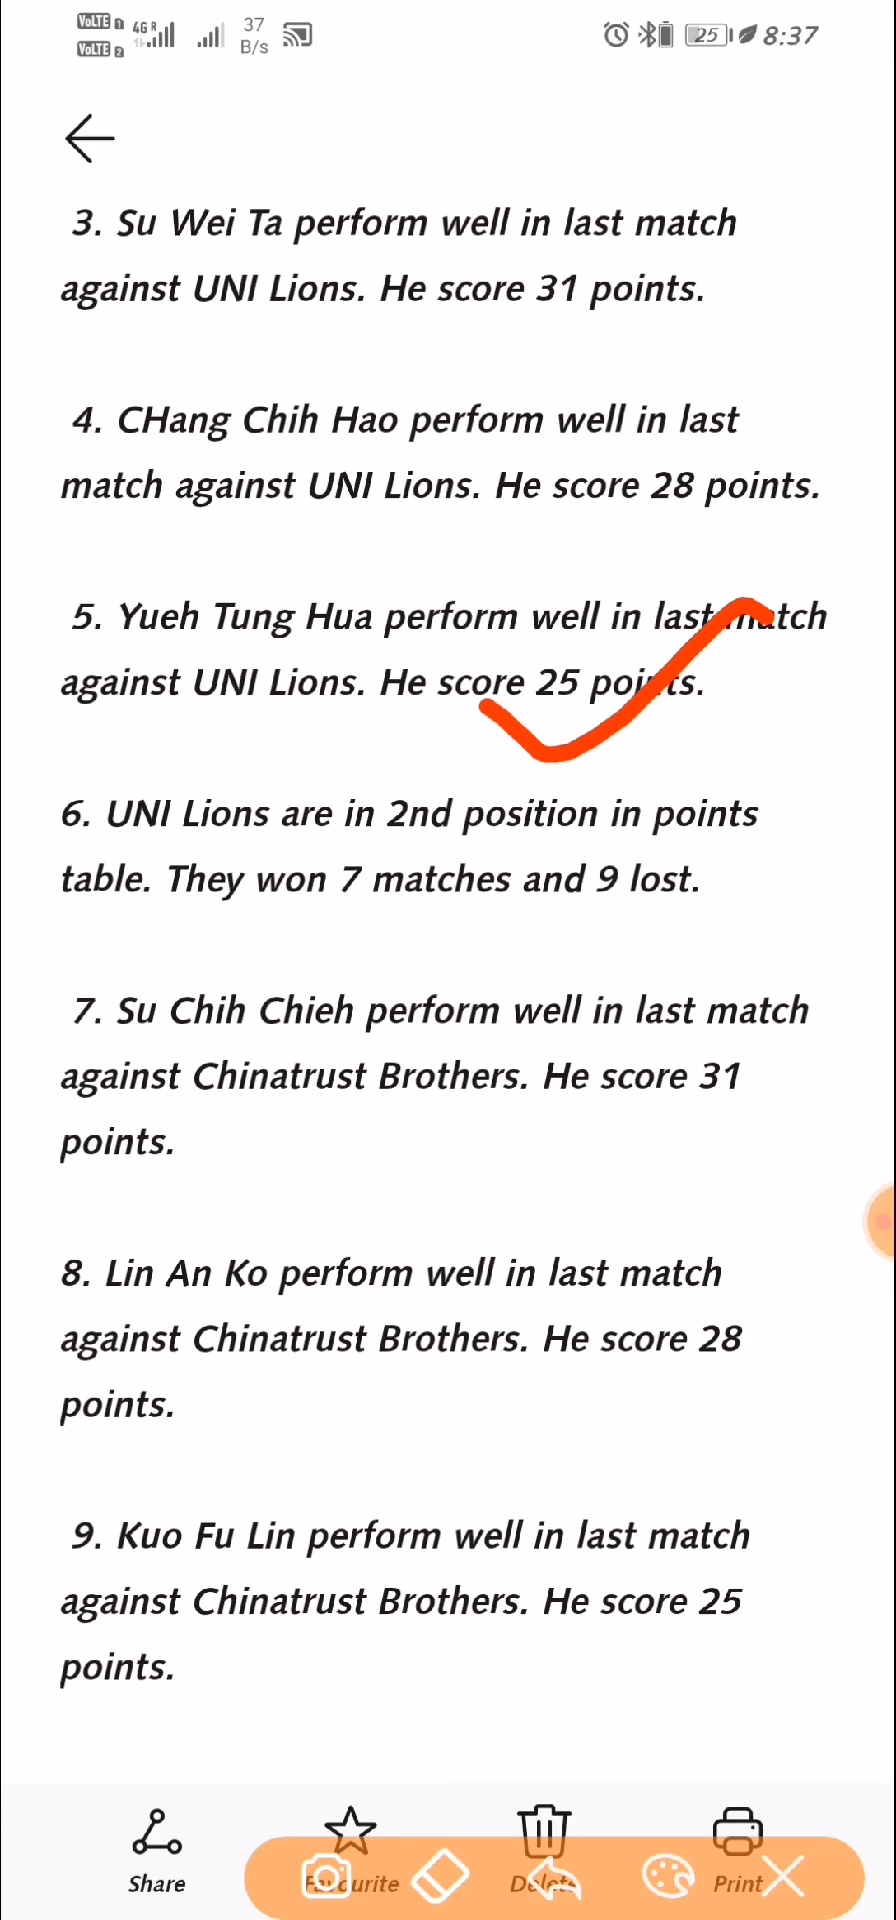 VoLTE 1 4G R 37 25 8:37
VoLTE 2 B/s
3. Su Wei Ta perform well in last match
against UNI Lions. He score 31 points.
4. CHang Chih Hao perform well in last
match against UNI Lions. He score 28 points.
5. Yueh Tung Hua perform well in last match
against UNI Lions. He score 25 points.
6. UNI Lions are in 2nd position in points
table. They won 7 matches and 9 lost.
7. Su Chih Chieh perform well in last match
against Chinatrust Brothers. He score 31
points.
8. Lin An Ko perform well in last match
against Chinatrust Brothers. He score 28
points.
9. Kuo Fu Lin perform well in last match
against Chinatrust Brothers. He score 25
points.
Share Favourite Delete Print